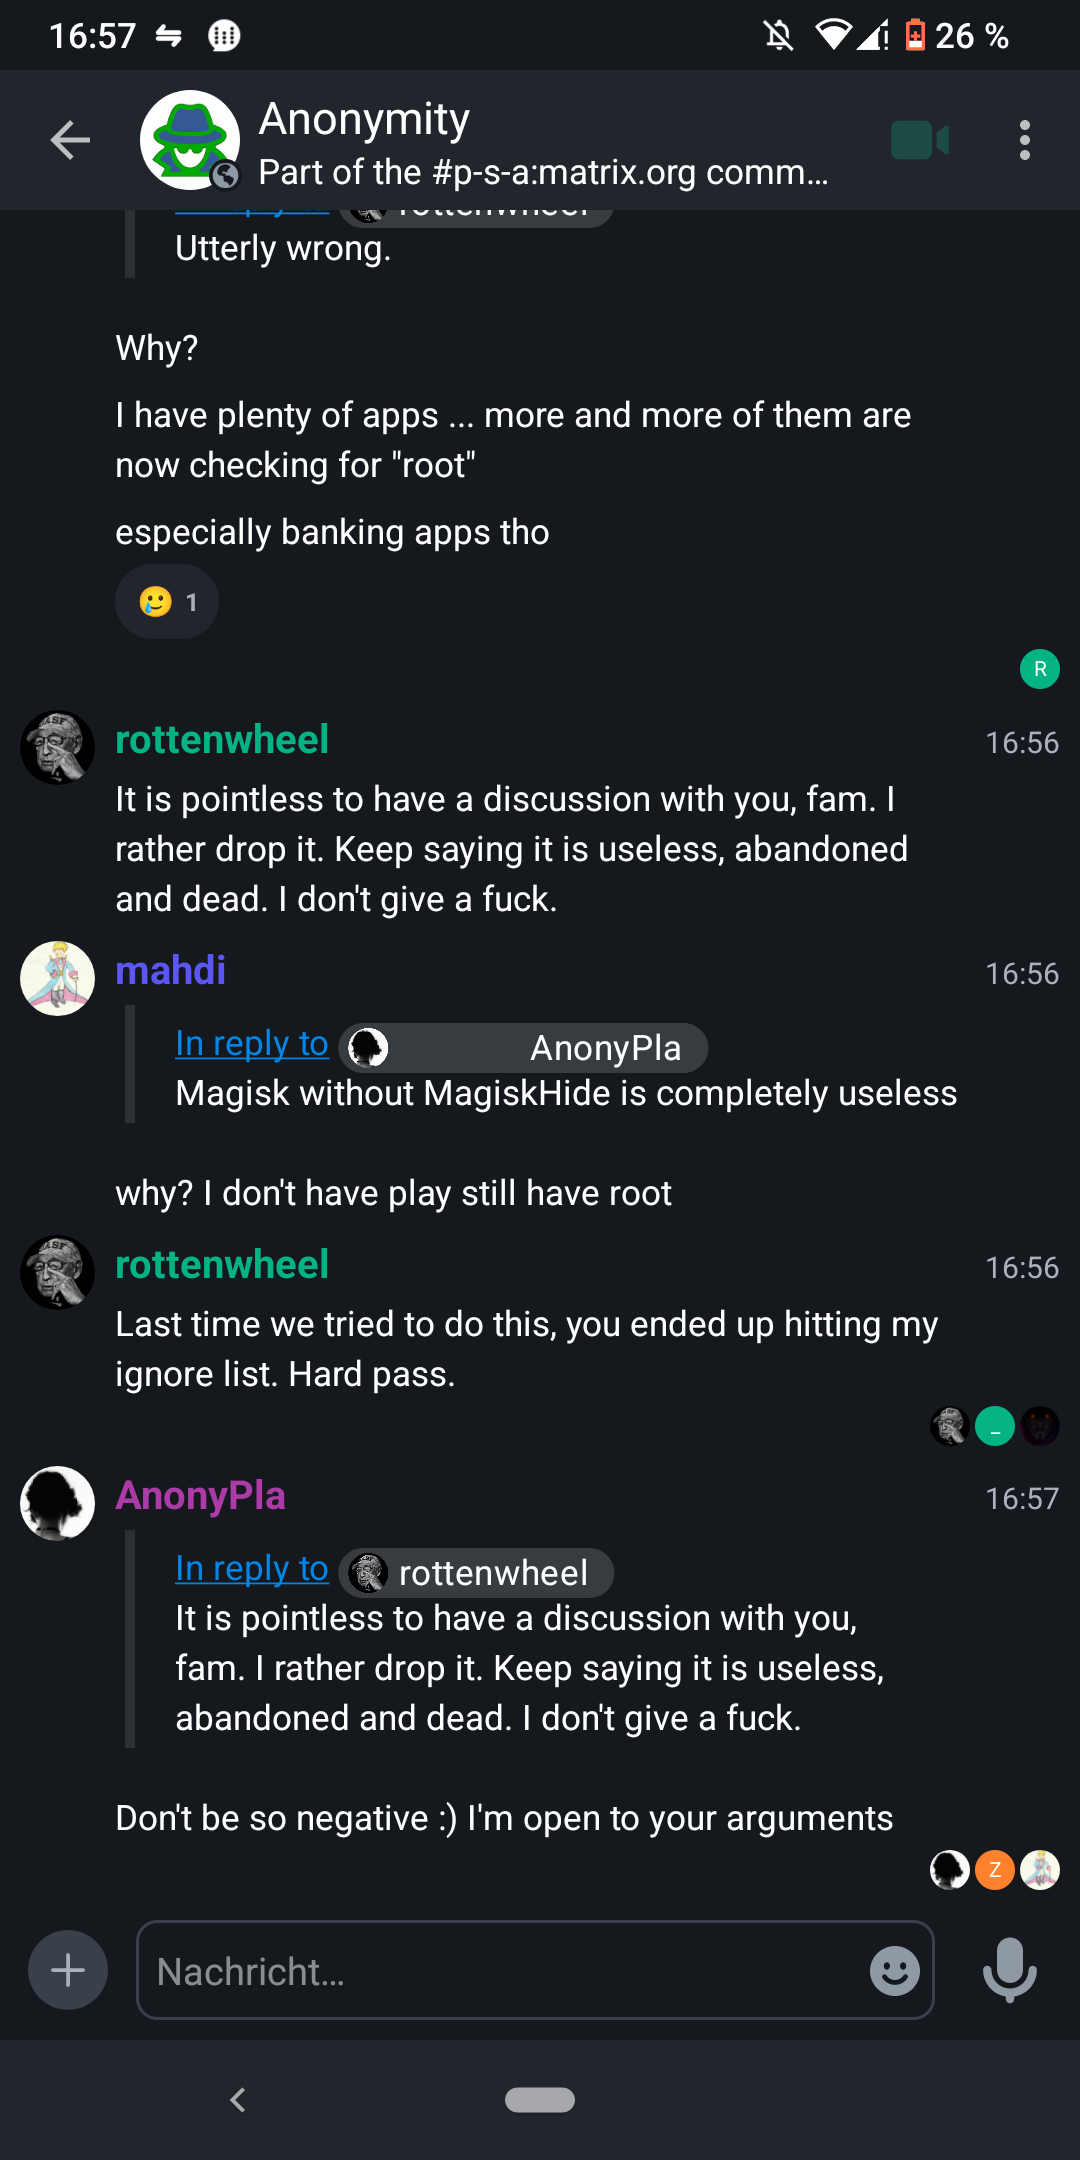 16:57
26 %
Anonymity
Part of the #p-s-a:matrix.org comm...
In reply to rottenwheel
Utterly wrong.
Why?
I have plenty of apps ... more and more of them are
now checking for "root"
especially banking apps tho
1
R
rottenwheel 16:56
It is pointless to have a discussion with you, fam. I
rather drop it. Keep saying it is useless, abandoned
and dead. I don't give a fuck.
mahdi 16:56
In reply to AnonyPla
Magisk without MagiskHide is completely useless
why? I don't have play still have root
rottenwheel 16:56
Last time we tried to do this, you ended up hitting my
ignore list. Hard pass.
_
AnonyPla 16:57
In reply to rottenwheel
It is pointless to have a discussion with you,
fam. I rather drop it. Keep saying it is useless,
abandoned and dead. I don't give a fuck.
Don't be so negative :) I'm open to your arguments
Z
Nachricht...